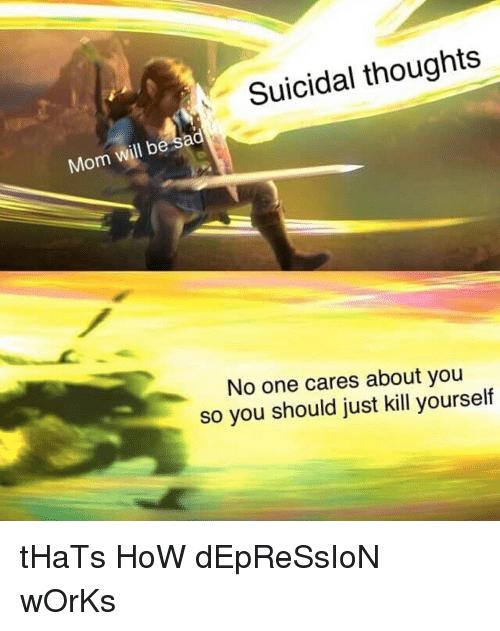 Suicidal thoughts
Mom will be sad
No one cares about you
so you should just kill yourself
tHaTs HoW dEpReSsIoN
wOrKs